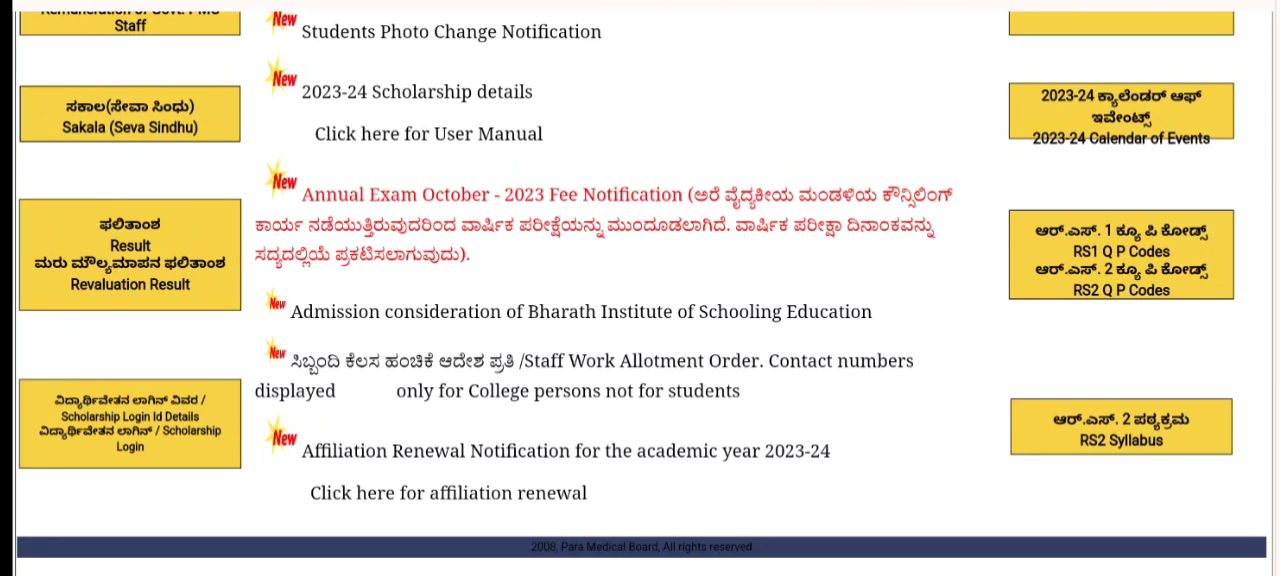 Staff
New
Students Photo Change Notification
New
2023-24 Scholarship details
Click here for User Manual
New
Annual Exam October - 2023 Fee Notification (ಅರೆ ವೈದ್ಯಕೀಯ ಮಂಡಳಿಯ ಕೌನ್ಸಿಲಿಂಗ್
ಕಾರ್ಯ ನಡೆಯುತ್ತಿರುವುದರಿಂದ ವಾರ್ಷಿಕ ಪರೀಕ್ಷೆಯನ್ನು ಮುಂದೂಡಲಾಗಿದೆ. ವಾರ್ಷಿಕ ಪರೀಕ್ಷಾ ದಿನಾಂಕವನ್ನು
ಸದ್ಯದಲ್ಲಿಯೆ ಪ್ರಕಟಿಸಲಾಗುವುದು).
New
Admission consideration of Bharath Institute of Schooling Education
New
ಸಿಬ್ಬಂದಿ ಕೆಲಸ ಹಂಚಿಕೆ ಆದೇಶ ಪ್ರತಿ /Staff Work Allotment Order. Contact numbers
displayed only for College persons not for students
New
Affiliation Renewal Notification for the academic year 2023-24
Click here for affiliation renewal
ಸಕಾಲ(ಸೇವಾ ಸಿಂಧು)
Sakala (Seva Sindhu)
ಫಲಿತಾಂಶ
Result
ಮರು ಮೌಲ್ಯಮಾಪನ ಫಲಿತಾಂಶ
Revaluation Result
ವಿದ್ಯಾರ್ಥಿವೇತನ ಲಾಗಿನ್ ವಿವರ /
Scholarship Login Id Details
ವಿದ್ಯಾರ್ಥಿವೇತನ ಲಾಗಿನ್ / Scholarship
Login
2023-24 ಕ್ಯಾಲೆಂಡರ್ ಆಫ್
ಇವೇಂಟ್ಸ್
2023-24 Calendar of Events
ಆರ್.ಎಸ್. 1 ಕ್ಯೂ ಪಿ ಕೋಡ್ಸ್
RS1 Q P Codes
ಆರ್.ಎಸ್. 2 ಕ್ಯೂ ಪಿ ಕೋಡ್ಸ್
RS2 Q P Codes
ಆರ್.ಎಸ್. 2 ಪಠ್ಯಕ್ರಮ
RS2 Syllabus
2008, Para Medical Board, All rights reserved